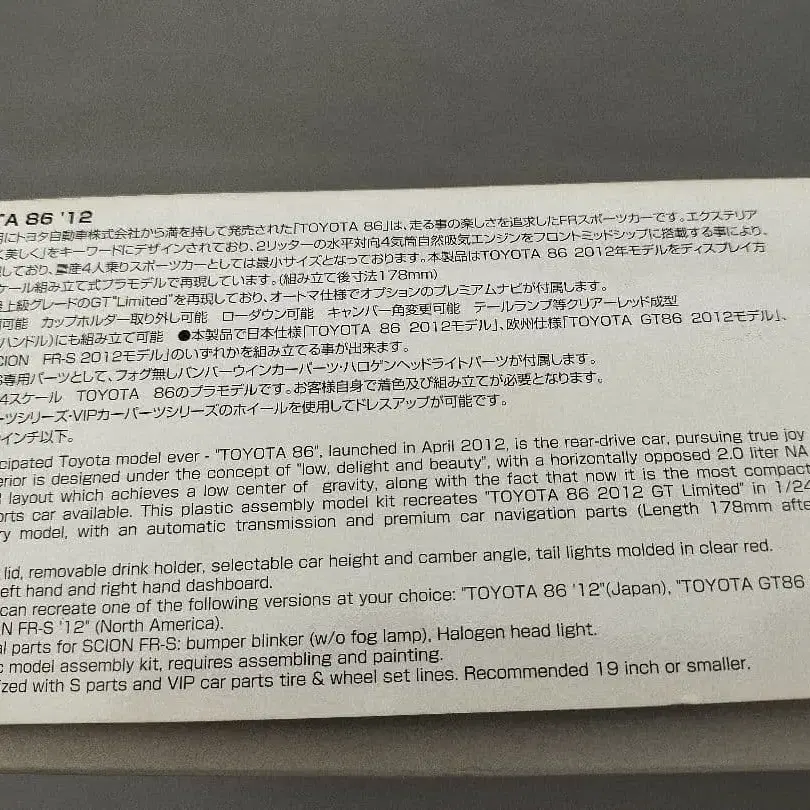 TA 86 '12
にトヨタ自動車株式会社から満を持して発売された「TOYOTA 86」は、走る事の楽しさを追求したFRスポーツカーです。エクステリア
く美しく」をキーワードにデザインされており、2リッターの水平対向4気筒自然吸気エンジンをフロントミッドシップに搭載する事により、
しており、量産4人乗りスポーツカーとしては最小サイズとなっております。本製品はTOYOTA 86 2012年モデルをディスプレイ方
ケール組み立て式プラモデルで再現しています。(組み立て後寸法178mm)
最上級グレードのGT"Limited"を再現しており、オートマ仕様でオプションのプレミアムナビが付属します。
可能 カップホルダー取り外し可能 ローダウン可能 キャンバー角変更可能 テールランプ等クリアーレッド成型
ハンドル)にも組み立て可能 ●本製品で日本仕様「TOYOTA 86 2012モデル」、欧州仕様「TOYOTA GT86 2012モデル」、
CION FR-S 2012モデル」のいずれかを組み立てる事が出来ます。
S専用パーツとして、フォグ無しバンパーウインカーパーツ・ハロゲンヘッドライトパーツが付属します。
4スケール TOYOTA 86のプラモデルです。お客様自身で着色及び組み立てが必要となります。
ーツシリーズ・VIPカーパーツシリーズのホイールを使用してドレスアップが可能です。
インチ以下。
cipated Toyota model ever - "TOYOTA 86", launched in April 2012, is the rear-drive car, pursuing true joy
erior is designed under the concept of "low, delight and beauty", with a horizontally opposed 2.0 liter NA
l layout which achieves a low center of gravity, along with the fact that now it is the most compact
orts car available. This plastic assembly model kit recreates "TOYOTA 86 2012 GT Limited" in 1/24
ry model, with an automatic transmission and premium car navigation parts (Length 178mm afte
lid, removable drink holder, selectable car height and camber angle, tail lights molded in clear red.
eft hand and right hand dashboard.
can recreate one of the following versions at your choice: "TOYOTA 86 '12"(Japan), "TOYOTA GT86
N FR-S '12" (North America).
al parts for SCION FR-S: bumper blinker (w/o fog lamp), Halogen head light.
c model assembly kit, requires assembling and painting.
ized with S parts and VIP car parts tire & wheel set lines. Recommended 19 inch or smaller.